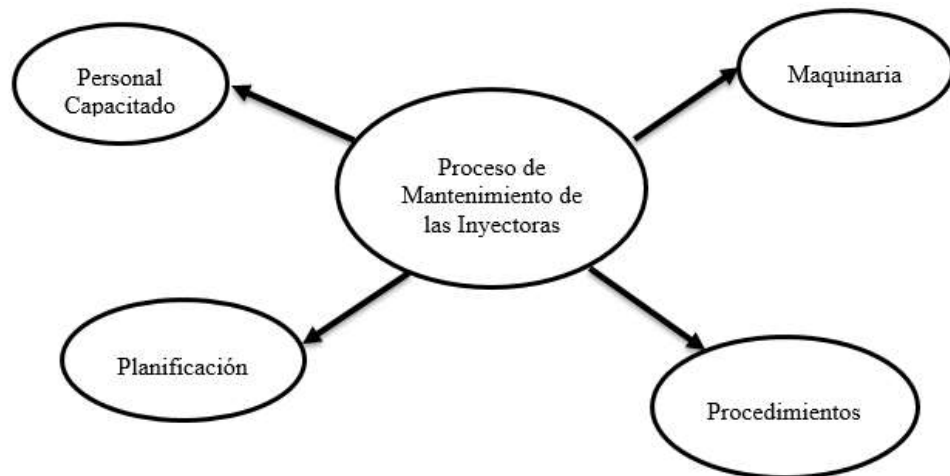 Personal
Capacitado
Maquinaria
Proceso de
Mantenimiento de
las Inyectoras
Planificación
Procedimientos